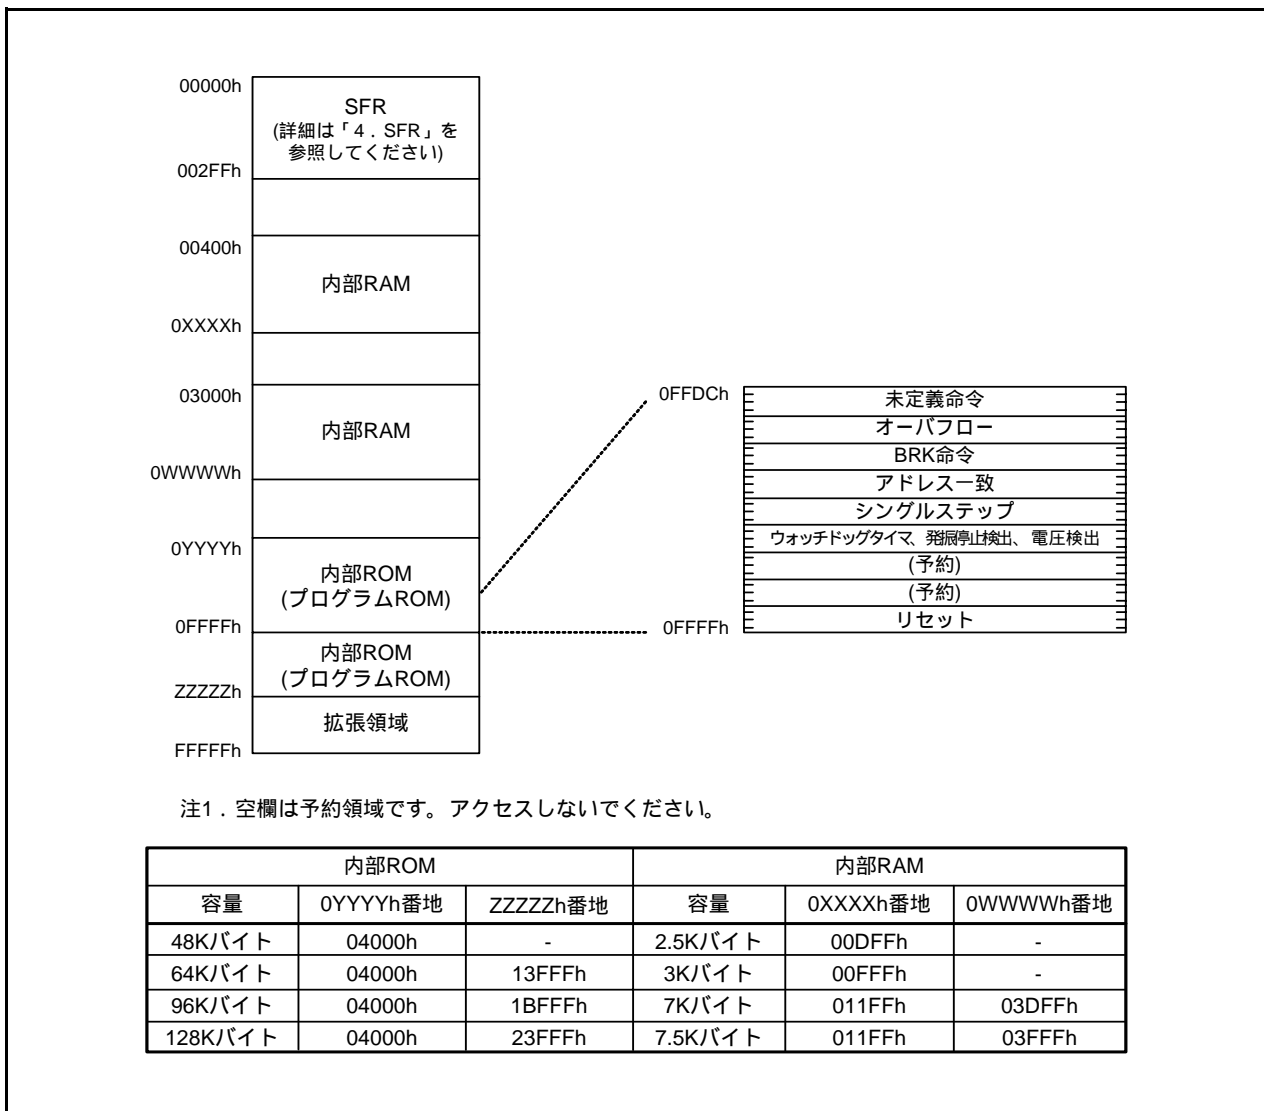 00000h
SFR
(詳細は「4．SFR」を
参照してください)
002FFh
00400h
内部RAM
0XXXXh
03000h
内部RAM
0WWWWh
0YYYYh
内部ROM
(プログラムROM)
0FFFFh
内部ROM
(プログラムROM)
ZZZZZh
拡張領域
FFFFFh
0FFDCh
未定義命令
オーバフロー
BRK命令
アドレス一致
シングルステップ
ウォッチドッグタイマ、発振停止検出、電圧検出
(予約)
(予約)
リセット
0FFFFh
注1．空欄は予約領域です。アクセスしないでください。
内部ROM 内部RAM
容量 0YYYYh番地 ZZZZZh番地 容量 0XXXXh番地 0WWWWh番地
48Kバイト 04000h - 2.5Kバイト 00DFFh -
64Kバイト 04000h 13FFFh 3Kバイト 00FFFh -
96Kバイト 04000h 1BFFFh 7Kバイト 011FFh 03DFFh
128Kバイト 04000h 23FFFh 7.5Kバイト 011FFh 03FFFh